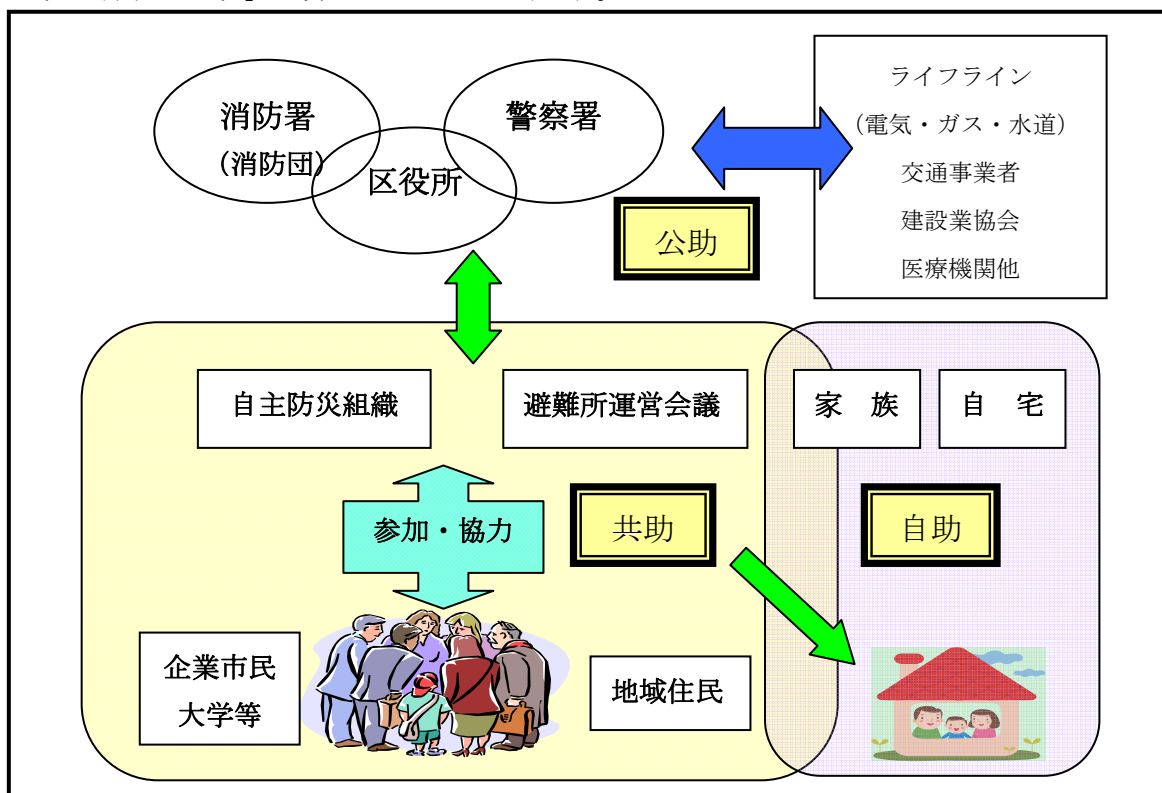 消防署
(消防団)
警察署
区役所
ライフライン
(電気・ガス・水道)
交通事業者
建設業協会
医療機関他
公助
自主防災組織
避難所運営会議
家 族
自 宅
参加・協力
共助
自助
企業市民
大学等
地域住民